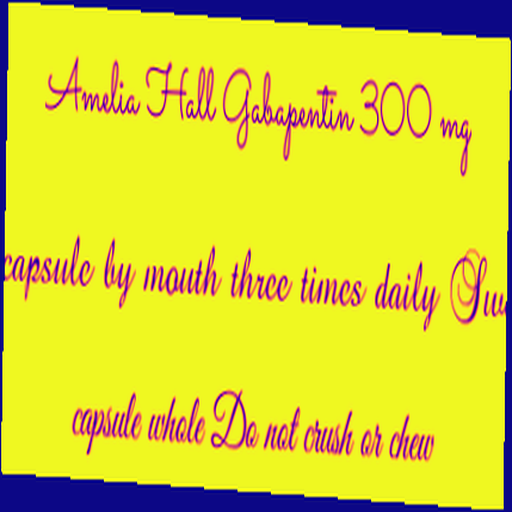 Amelia Hall Gabapentin 300 mg
capsule by mouth three times daily
capsule whole Do not crush or chew